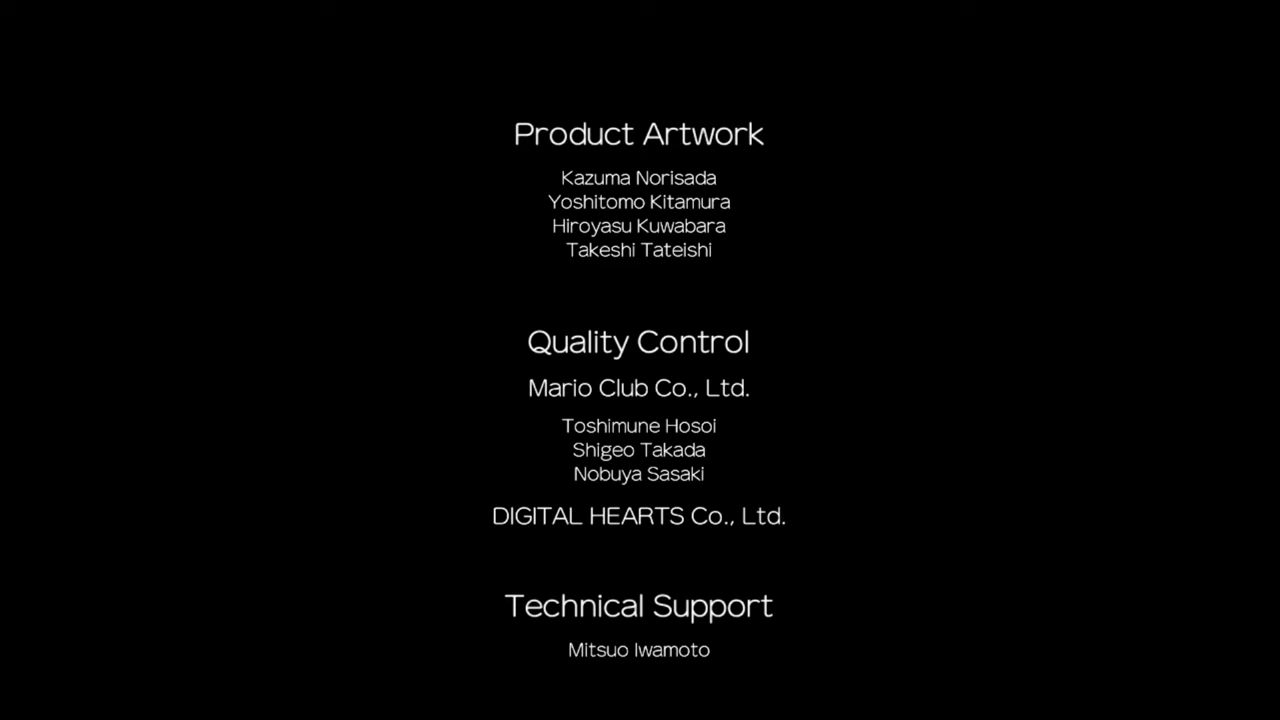 Product Artwork
Kazuma Norisada
Yoshitomo Kitamura
Hiroyasu Kuwabara
Takeshi Tateishi
Quality Control
Mario Club Co., Ltd.
Toshimune Hosoi
Shigeo Takada
Nobuya Sasaki
DIGITAL HEARTS Co., Ltd.
Technical Support
Mitsuo Iwamoto